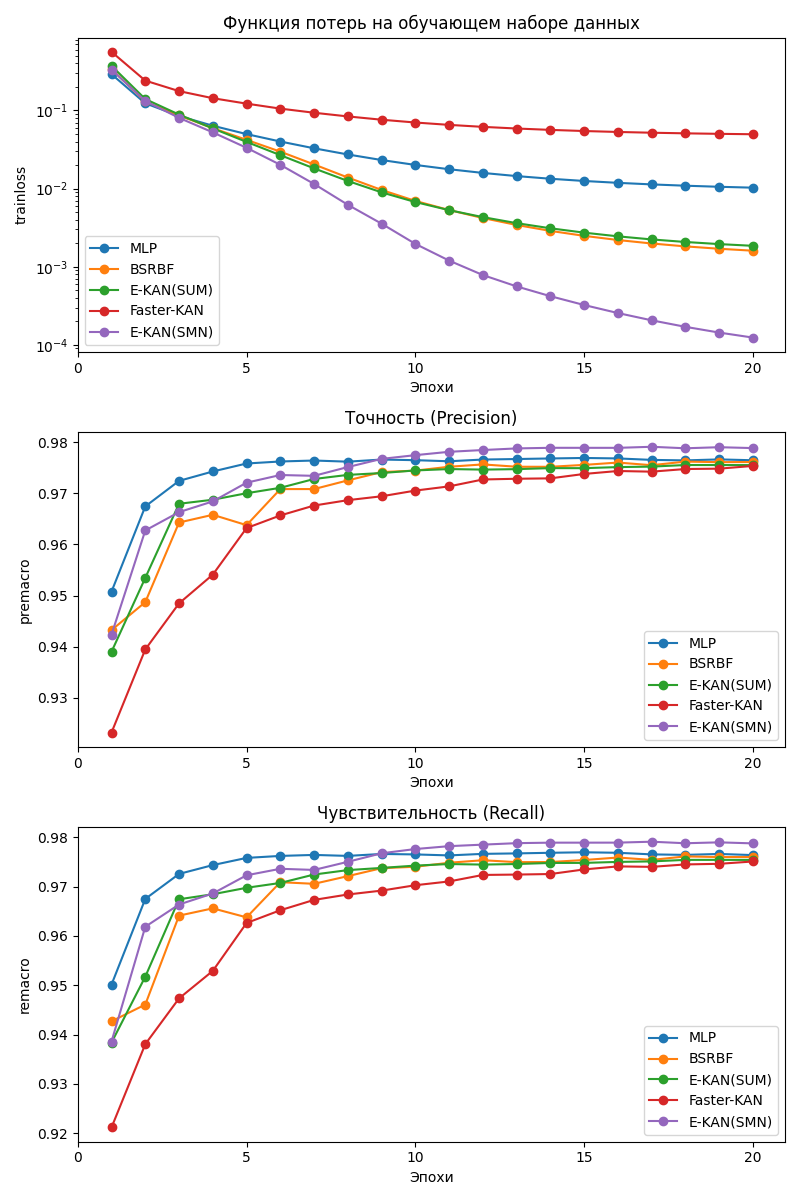 Функция потерь на обучающем наборе данных
10⁻¹
10⁻²
10⁻³
10⁻⁴
trainloss
MLP
BSRBF
E-KAN(SUM)
Faster-KAN
E-KAN(SMN)
0 5 10 15 20
Эпохи
Точность (Precision)
0.98
0.97
0.96
0.95
0.94
0.93
premacro
MLP
BSRBF
E-KAN(SUM)
Faster-KAN
E-KAN(SMN)
0 5 10 15 20
Эпохи
Чувствительность (Recall)
0.98
0.97
0.96
0.95
0.94
0.93
0.92
remacro
MLP
BSRBF
E-KAN(SUM)
Faster-KAN
E-KAN(SMN)
0 5 10 15 20
Эпохи